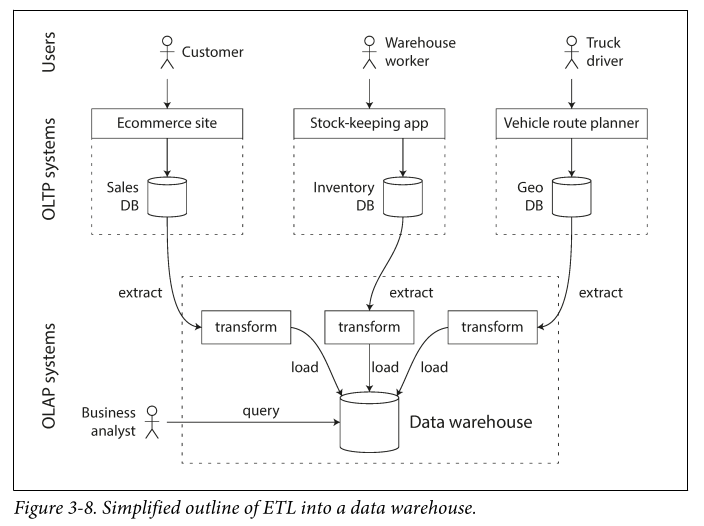 Users
Customer
Warehouse
worker
Truck
driver
OLTP systems
Ecommerce site
Stock-keeping app
Vehicle route planner
Sales
DB
Inventory
DB
Geo
DB
extract
extract
extract
OLAP systems
transform
transform
transform
load
load
load
Business
analyst
query
Data warehouse
Figure 3-8. Simplified outline of ETL into a data warehouse.